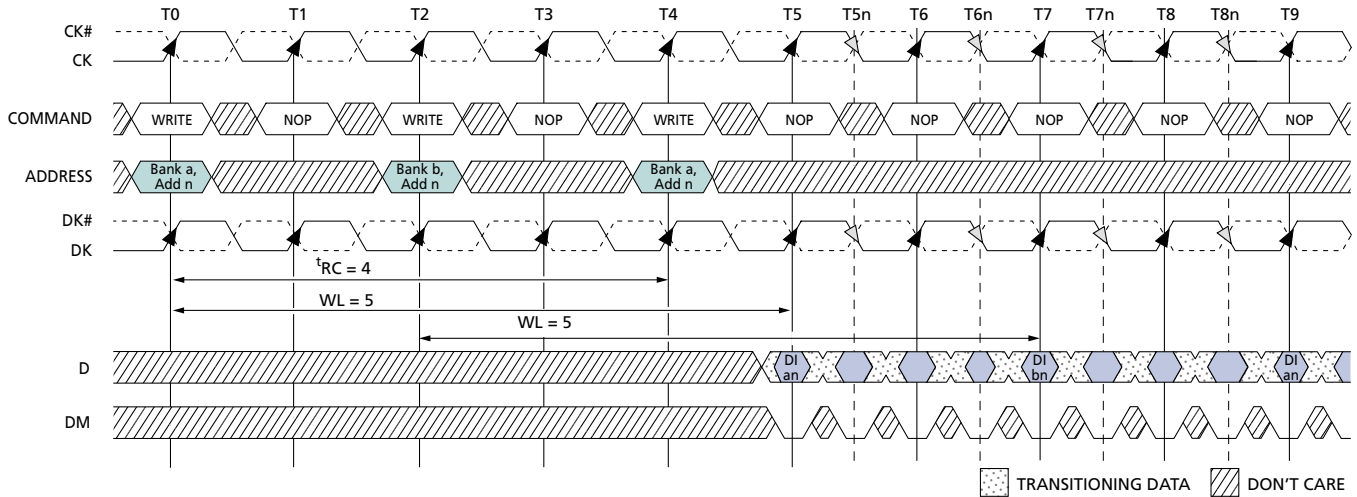 T0 T1 T2 T3 T4 T5 T5n T6 T6n T7 T7n T8 T8n T9
CK#
CK
COMMAND WRITE NOP WRITE NOP WRITE NOP NOP NOP NOP NOP
ADDRESS Bank a, Add n Bank b, Add n Bank a, Add n
DK#
DK
tRC = 4
WL = 5
WL = 5
D DI an DI bn DI an
DM
TRANSITIONING DATA DON'T CARE